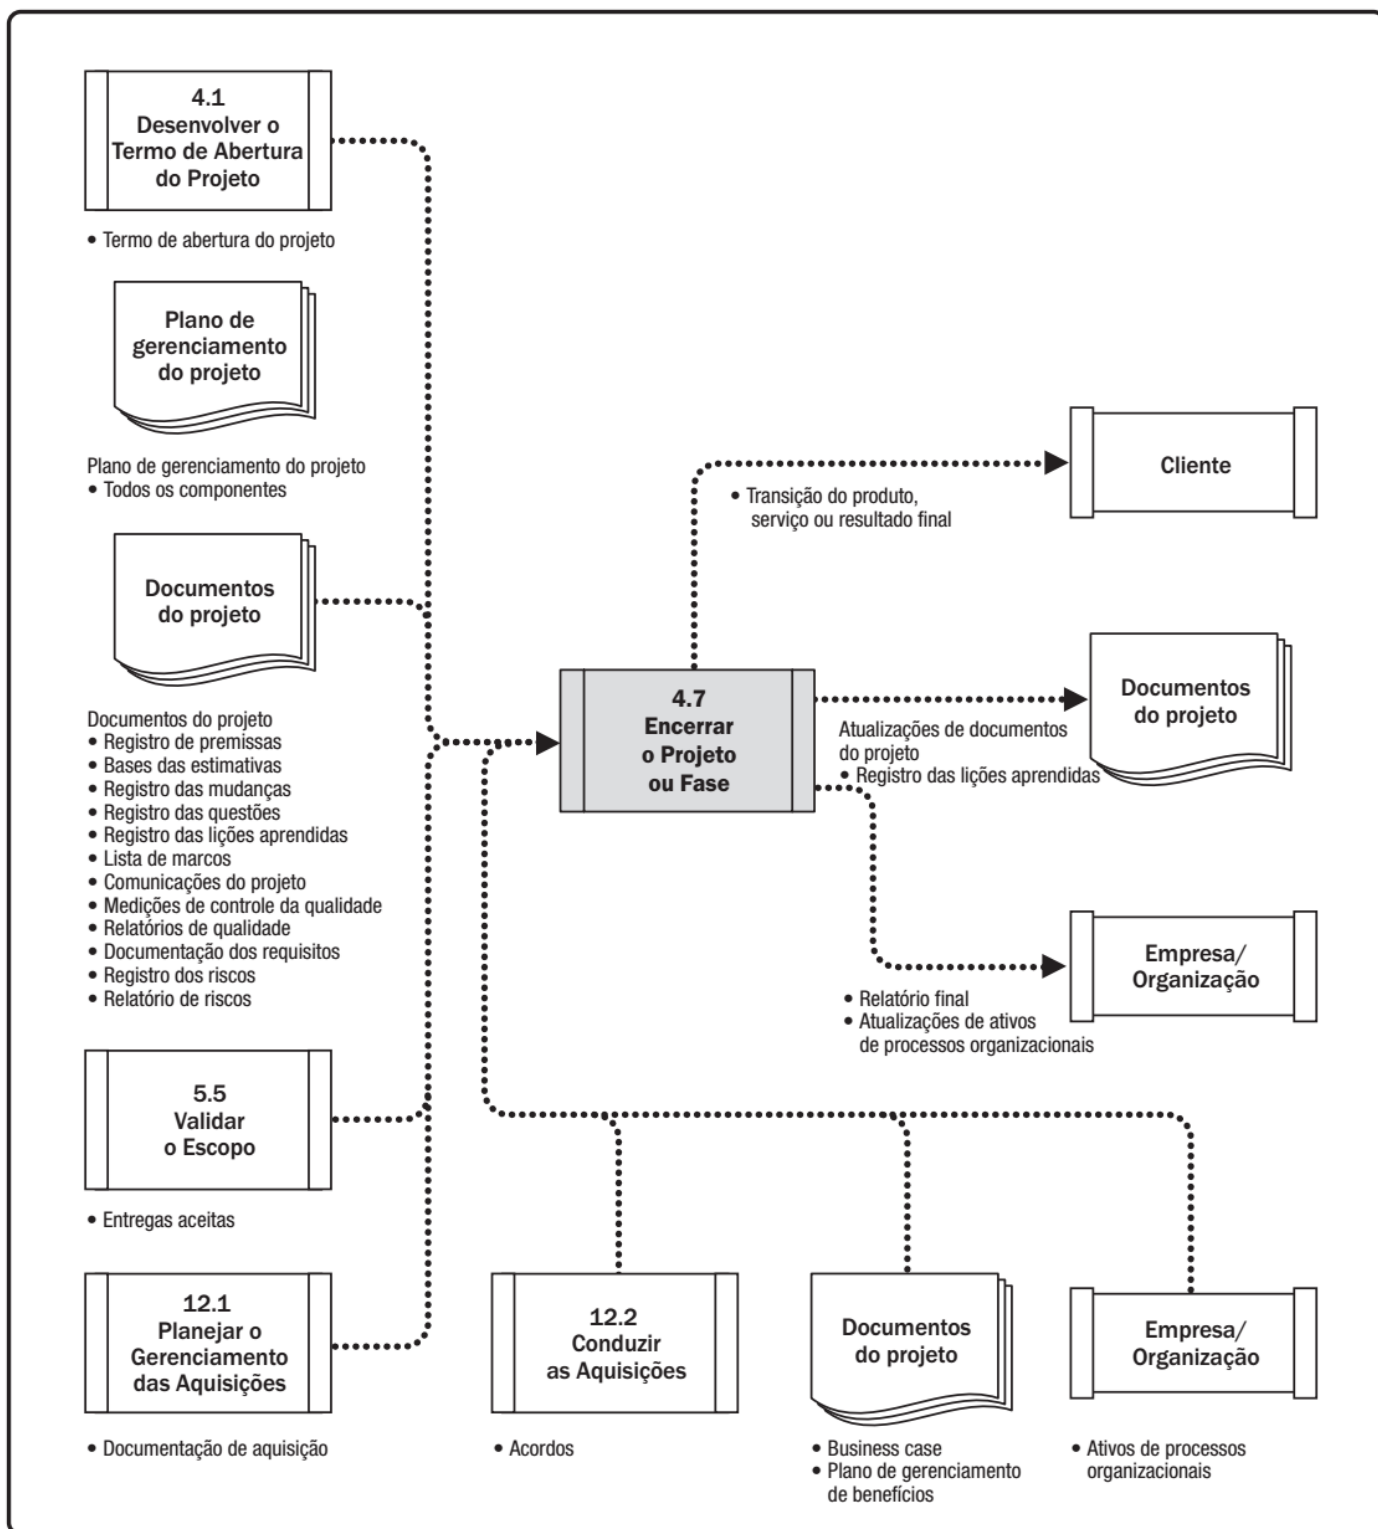 4.1
Desenvolver o
Termo de Abertura
do Projeto
• Termo de abertura do projeto
Plano de
gerenciamento
do projeto
Plano de gerenciamento do projeto
• Todos os componentes
Documentos
do projeto
Documentos do projeto
• Registro de premissas
• Bases das estimativas
• Registro das mudanças
• Registro das questões
• Registro das lições aprendidas
• Lista de marcos
• Comunicações do projeto
• Medições de controle da qualidade
• Relatórios de qualidade
• Documentação dos requisitos
• Registro dos riscos
• Relatório de riscos
5.5
Validar
o Escopo
• Entregas aceitas
12.1
Planejar o
Gerenciamento
das Aquisições
• Documentação de aquisição
4.7
Encerrar
o Projeto
ou Fase
• Transição do produto,
serviço ou resultado final
Cliente
Atualizações de documentos
do projeto
• Registro das lições aprendidas
Documentos
do projeto
• Relatório final
• Atualizações de ativos
de processos organizacionais
Empresa/
Organização
12.2
Conduzir
as Aquisições
• Acordos
Documentos
do projeto
• Business case
• Plano de gerenciamento
de benefícios
Empresa/
Organização
• Ativos de processos
organizacionais